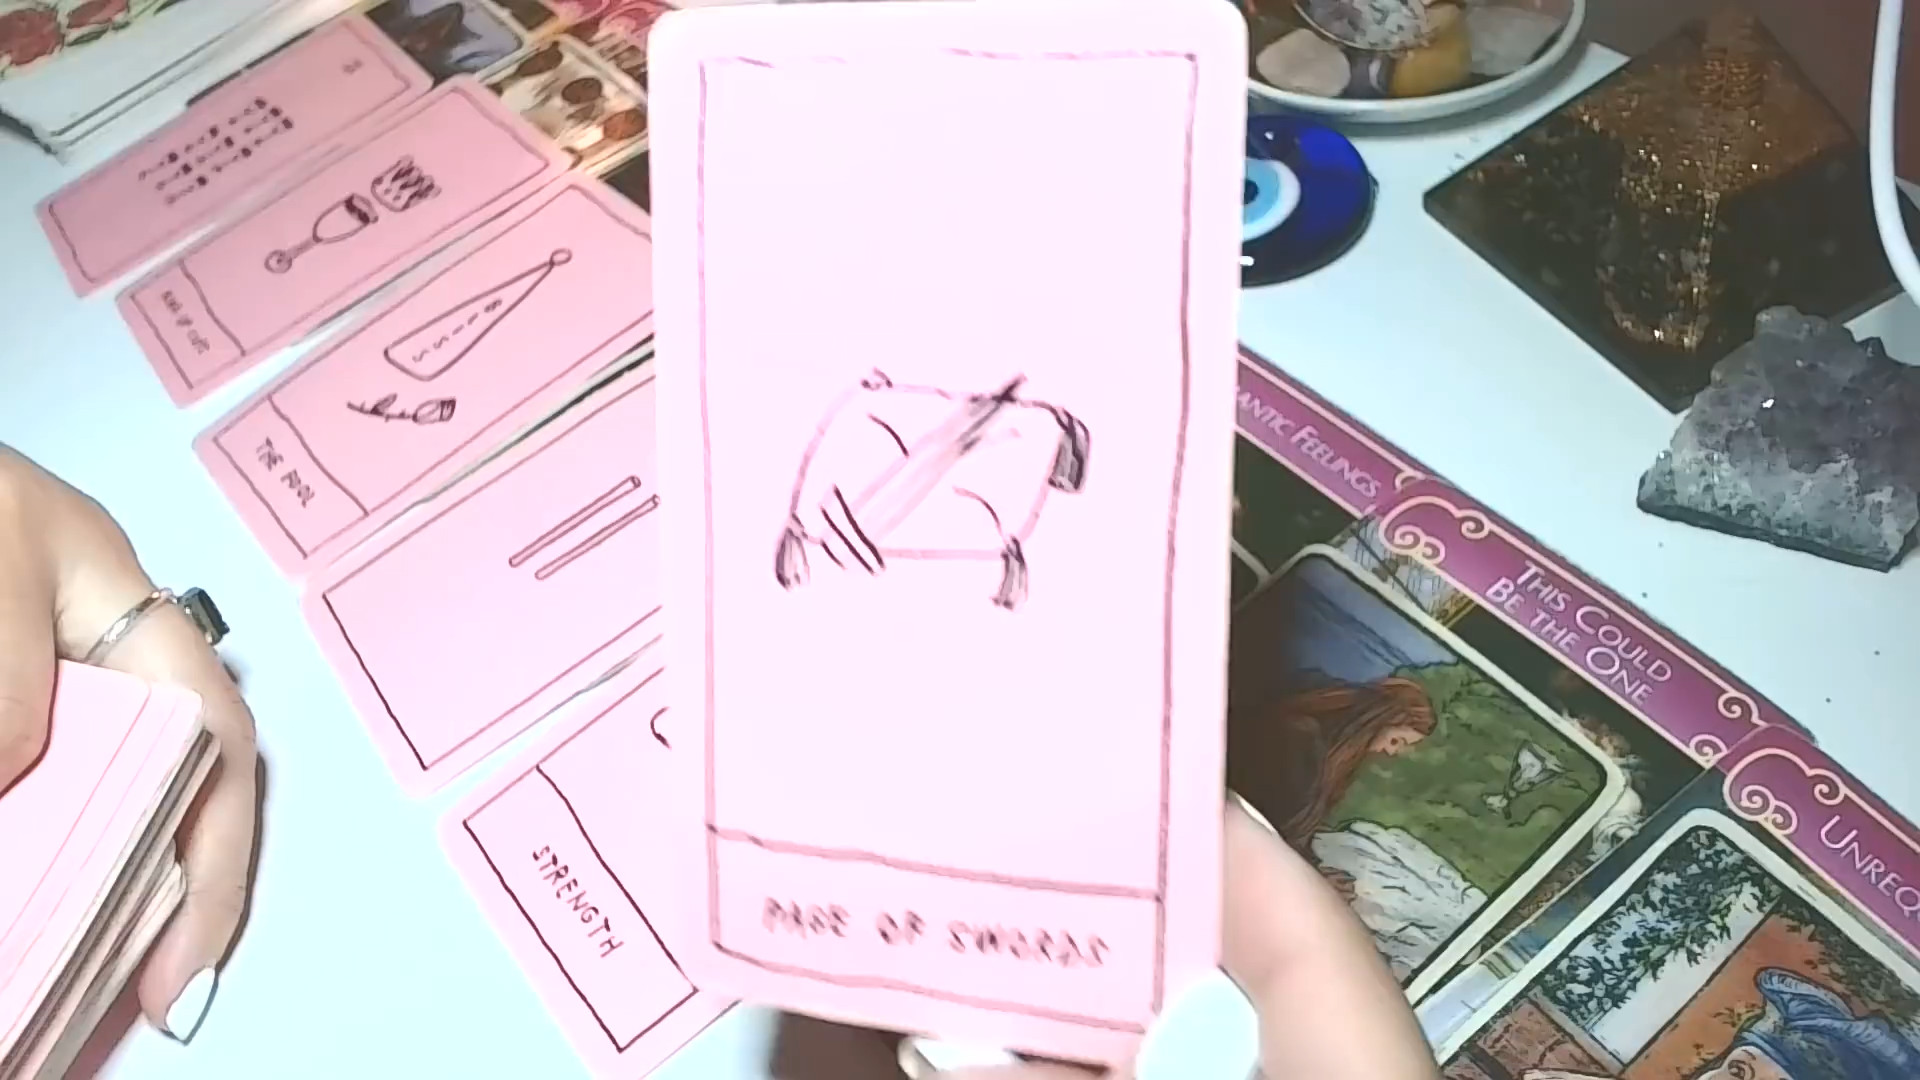 PAGE OF SWORDS
THE FOOL
STRENGTH
ANTIC FEELINGS
THIS COULD
BE THE ONE
UNREQ